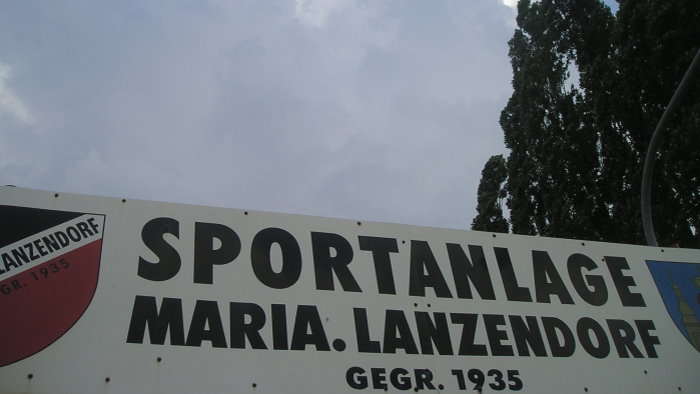 LANZENDORF
GR. 1935
SPORTANLAGE
MARIA. LANZENDORF
GEGR. 1935